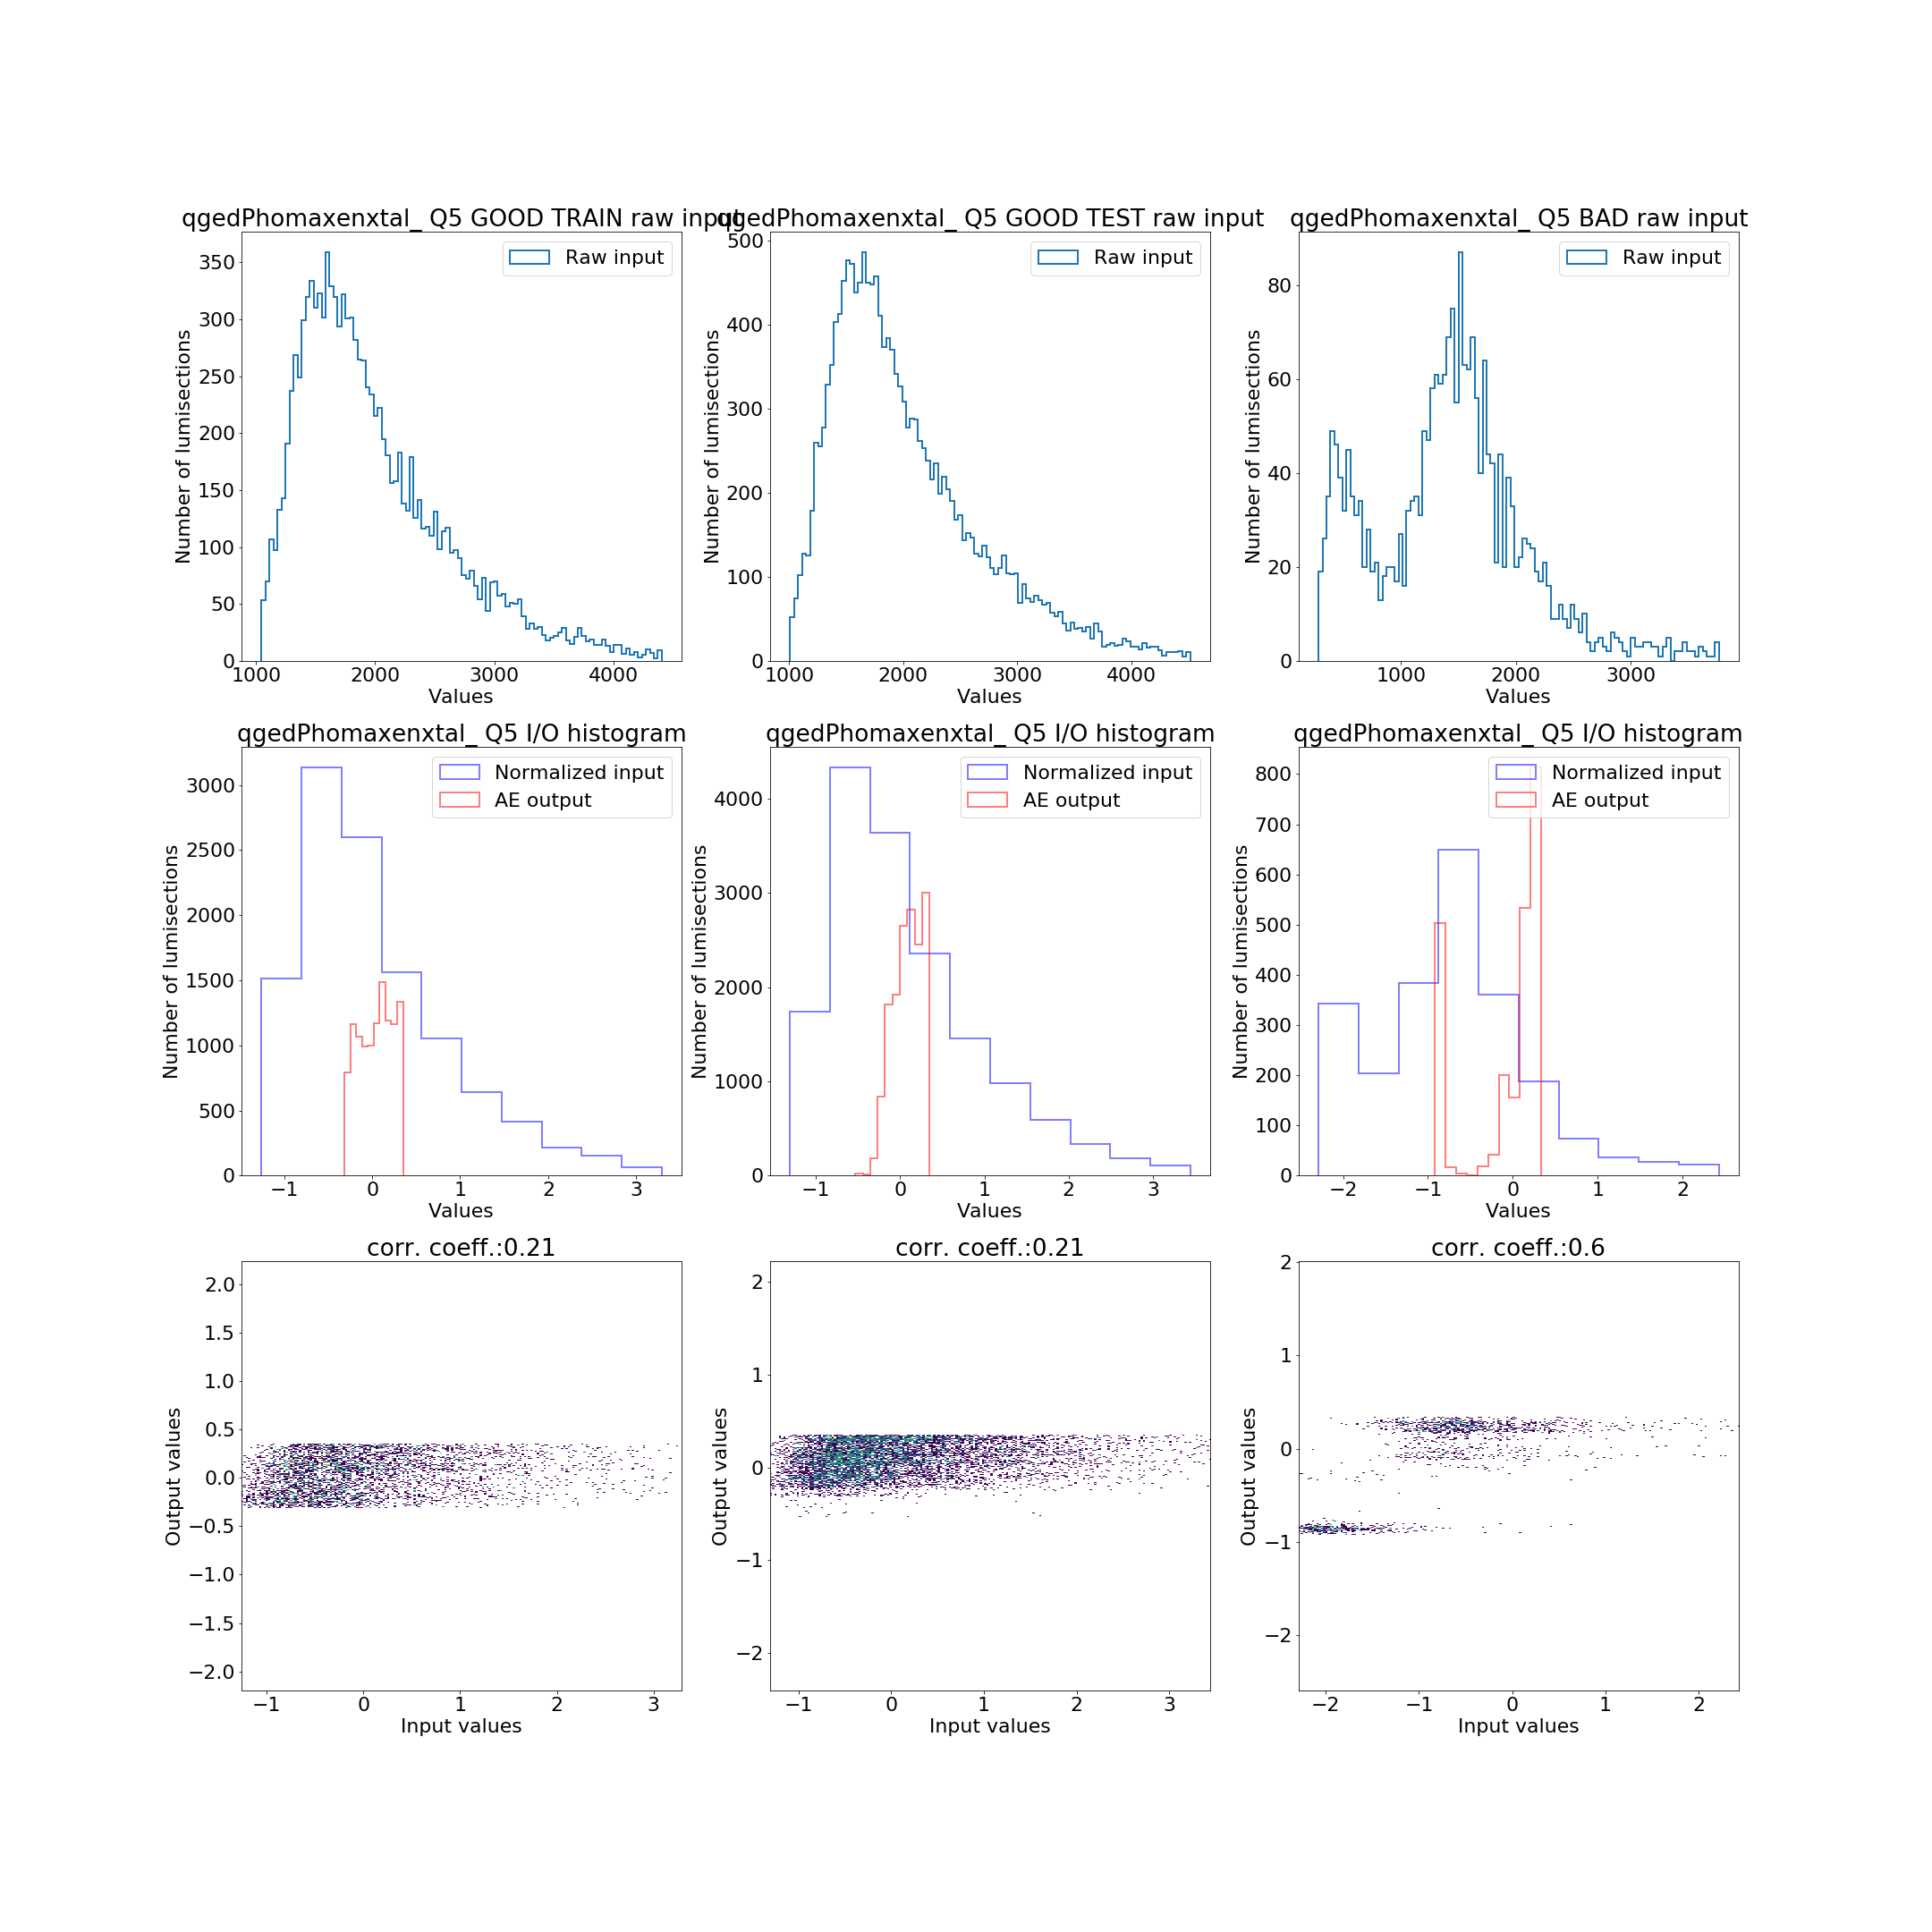 qgedPhomaxenxtal_ Q5 GOOD TRAIN raw input
Raw input
Number of lumisections
350
300
250
200
150
100
50
0
1000 2000 3000 4000
Values
qgedPhomaxenxtal_ Q5 GOOD TEST raw input
Raw input
Number of lumisections
500
400
300
200
100
0
1000 2000 3000 4000
Values
qgedPhomaxenxtal_ Q5 BAD raw input
Raw input
Number of lumisections
80
60
40
20
0
1000 2000 3000
Values
qgedPhomaxenxtal_ Q5 I/O histogram
Normalized input
AE output
Number of lumisections
3000
2500
2000
1500
1000
500
0
−1 0 1 2 3
Values
qgedPhomaxenxtal_ Q5 I/O histogram
Normalized input
AE output
Number of lumisections
4000
3000
2000
1000
0
−1 0 1 2 3
Values
qgedPhomaxenxtal_ Q5 I/O histogram
Normalized input
AE output
Number of lumisections
800
700
600
500
400
300
200
100
0
−2 −1 0 1 2
Values
corr. coeff.:0.21
Output values
2.0
1.5
1.0
0.5
0.0
−0.5
−1.0
−1.5
−2.0
−1 0 1 2 3
Input values
corr. coeff.:0.21
Output values
2
1
0
−1
−2
−1 0 1 2 3
Input values
corr. coeff.:0.6
Output values
2
1
0
−1
−2
−2 −1 0 1 2
Input values